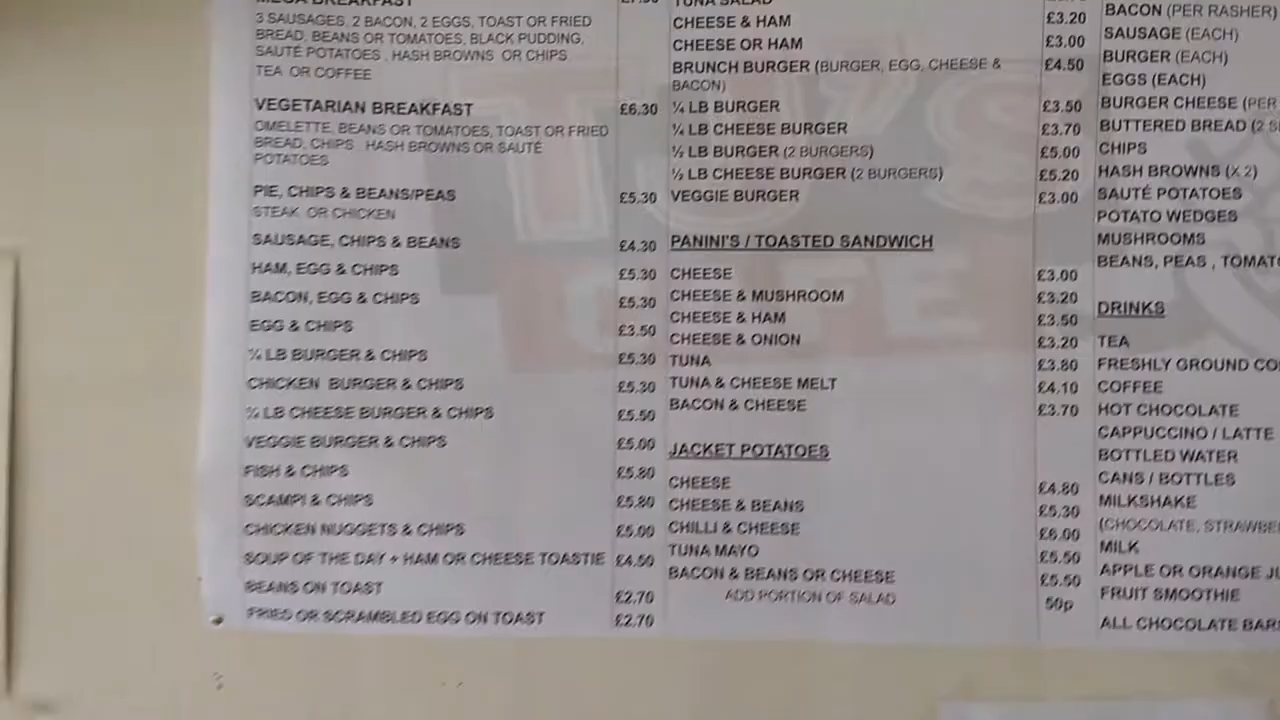 MEGA BREAKFAST
3 SAUSAGES, 2 BACON, 2 EGGS, TOAST OR FRIED
BREAD, BEANS OR TOMATOES, BLACK PUDDING,
SAUTÉ POTATOES , HASH BROWNS OR CHIPS
TEA OR COFFEE
VEGETARIAN BREAKFAST £6.30
OMELETTE, BEANS OR TOMATOES, TOAST OR FRIED
BREAD, CHIPS HASH BROWNS OR SAUTÉ
POTATOES
PIE, CHIPS & BEANS/PEAS £5.30
STEAK OR CHICKEN
SAUSAGE, CHIPS & BEANS £4.30
HAM, EGG & CHIPS £5.30
BACON, EGG & CHIPS £5.30
EGG & CHIPS £3.50
¼ LB BURGER & CHIPS £5.30
CHICKEN BURGER & CHIPS £5.30
¼ LB CHEESE BURGER & CHIPS £5.50
VEGGIE BURGER & CHIPS £5.00
FISH & CHIPS £5.80
SCAMPI & CHIPS £5.80
CHICKEN NUGGETS & CHIPS £5.00
SOUP OF THE DAY + HAM OR CHEESE TOASTIE £4.50
BEANS ON TOAST £2.70
FRIED OR SCRAMBLED EGG ON TOAST £2.70
TUNA SALAD
CHEESE & HAM £3.20
CHEESE OR HAM £3.00
BRUNCH BURGER (BURGER, EGG, CHEESE & £4.50
BACON)
¼ LB BURGER £3.50
¼ LB CHEESE BURGER £3.70
½ LB BURGER (2 BURGERS) £5.00
½ LB CHEESE BURGER (2 BURGERS) £5.20
VEGGIE BURGER £3.00
PANINI'S / TOASTED SANDWICH
CHEESE £3.00
CHEESE & MUSHROOM £3.20
CHEESE & HAM £3.50
CHEESE & ONION £3.20
TUNA £3.80
TUNA & CHEESE MELT £4.10
BACON & CHEESE £3.70
JACKET POTATOES
CHEESE £4.80
CHEESE & BEANS £5.30
CHILLI & CHEESE £6.00
TUNA MAYO £5.50
BACON & BEANS OR CHEESE £5.50
ADD PORTION OF SALAD 50p
BACON (PER RASHER)
SAUSAGE (EACH)
BURGER (EACH)
EGGS (EACH)
BURGER CHEESE (PER
BUTTERED BREAD (2
CHIPS
HASH BROWNS (X 2)
SAUTÉ POTATOES
POTATO WEDGES
MUSHROOMS
BEANS, PEAS , TOMATO
DRINKS
TEA
FRESHLY GROUND CO
COFFEE
HOT CHOCOLATE
CAPPUCCINO / LATTE
BOTTLED WATER
CANS / BOTTLES
MILKSHAKE
(CHOCOLATE, STRAWBE
MILK
APPLE OR ORANGE JU
FRUIT SMOOTHIE
ALL CHOCOLATE BARS